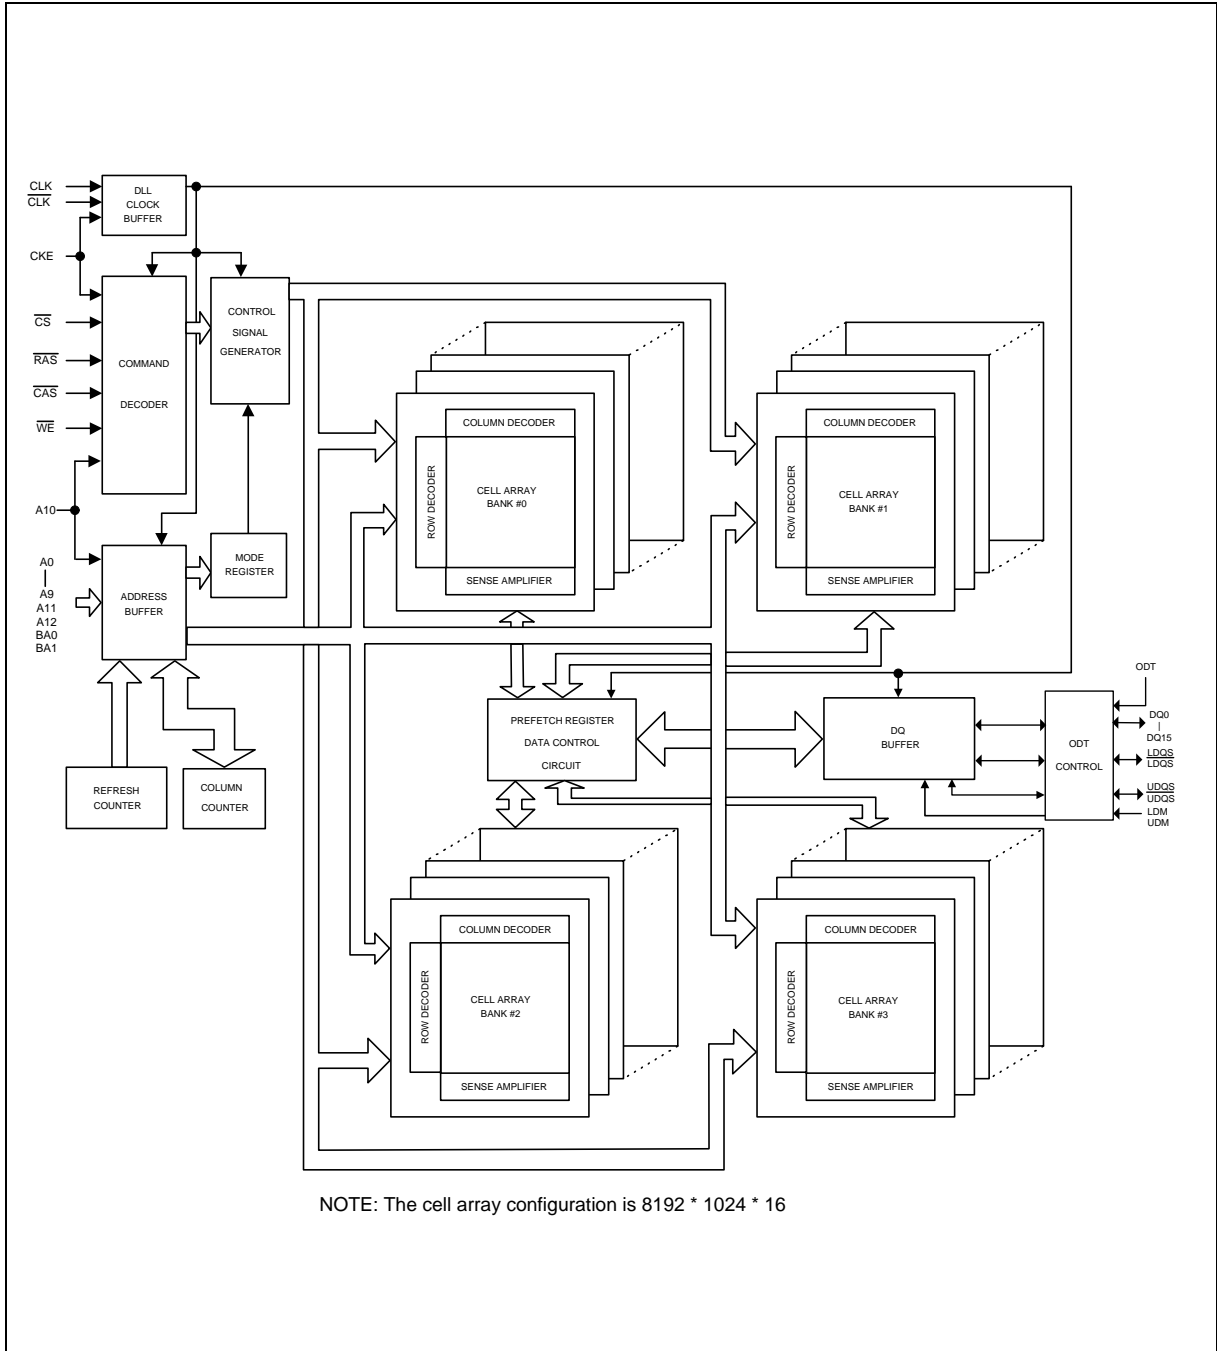 CLK
CLK
CKE
CS
RAS
CAS
WE
A10
A0
A9
A11
A12
BA0
BA1
DLL
CLOCK
BUFFER
COMMAND
DECODER
CONTROL
SIGNAL
GENERATOR
ADDRESS
BUFFER
MODE
REGISTER
REFRESH
COUNTER
COLUMN
COUNTER
COLUMN DECODER
ROW DECODER
CELL ARRAY
BANK #0
SENSE AMPLIFIER
COLUMN DECODER
ROW DECODER
CELL ARRAY
BANK #1
SENSE AMPLIFIER
PREFETCH REGISTER
DATA CONTROL
CIRCUIT
DQ
BUFFER
ODT
CONTROL
ODT
DQ0
|
DQ15
LDQS
LDQS
UDQS
UDQS
LDM
UDM
COLUMN DECODER
ROW DECODER
CELL ARRAY
BANK #2
SENSE AMPLIFIER
COLUMN DECODER
ROW DECODER
CELL ARRAY
BANK #3
SENSE AMPLIFIER
NOTE: The cell array configuration is 8192 * 1024 * 16